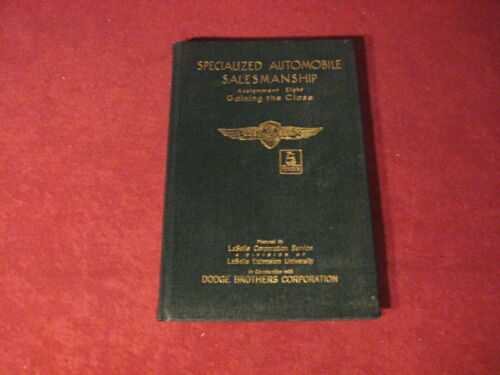 SPECIALIZED AUTOMOBILE
SALESMANSHIP
Assignment Eight
Gaining the Close
Planned By
LaSalle Corporation Service
A DIVISION OF
LaSalle Extension University
In Connection with
DODGE BROTHERS CORPORATION